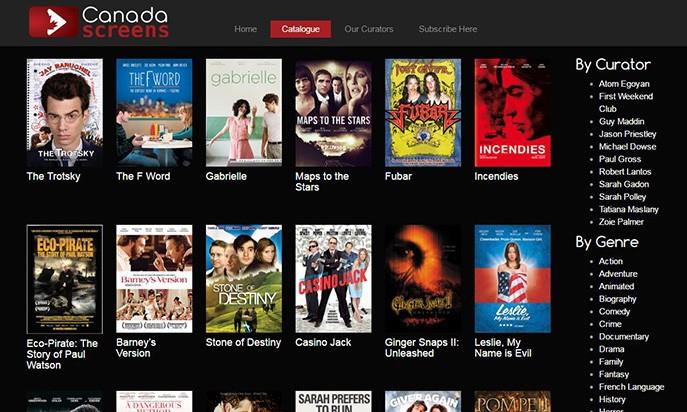 Canada
screens
Home
Catalogue
Our Curators
Subscribe Here
JAY BARUCHEL
THE TROTSKY
The Trotsky
THE F WORD
The F Word
gabrielle
Gabrielle
MAPS TO THE STARS
Maps to the
Stars
FUBAR
Fubar
INCENDIES
Incendies
ECO-PIRATE
THE STORY OF PAUL WATSON
Eco-Pirate: The
Story of Paul
Watson
Barney's Version
Barney's
Version
STONE OF
DESTINY
Stone of Destiny
CASINO JACK
Casino Jack
GINGER SNAPS II
Ginger Snaps II:
Unleashed
Leslie,
My Name is Evil
Leslie, My
Name is Evil
A DANGEROUS
METHOD
SARAH PREFERS
TO RUN
POMPEII
By Curator
Atom Egoyan
First Weekend
Club
Guy Maddin
Jason Priestley
Michael Dowse
Paul Gross
Robert Lantos
Sarah Gadon
Sarah Polley
Tatiana Maslany
Zoie Palmer
By Genre
Action
Adventure
Animated
Biography
Comedy
Crime
Documentary
Drama
Family
Fantasy
French Language
History
Horror